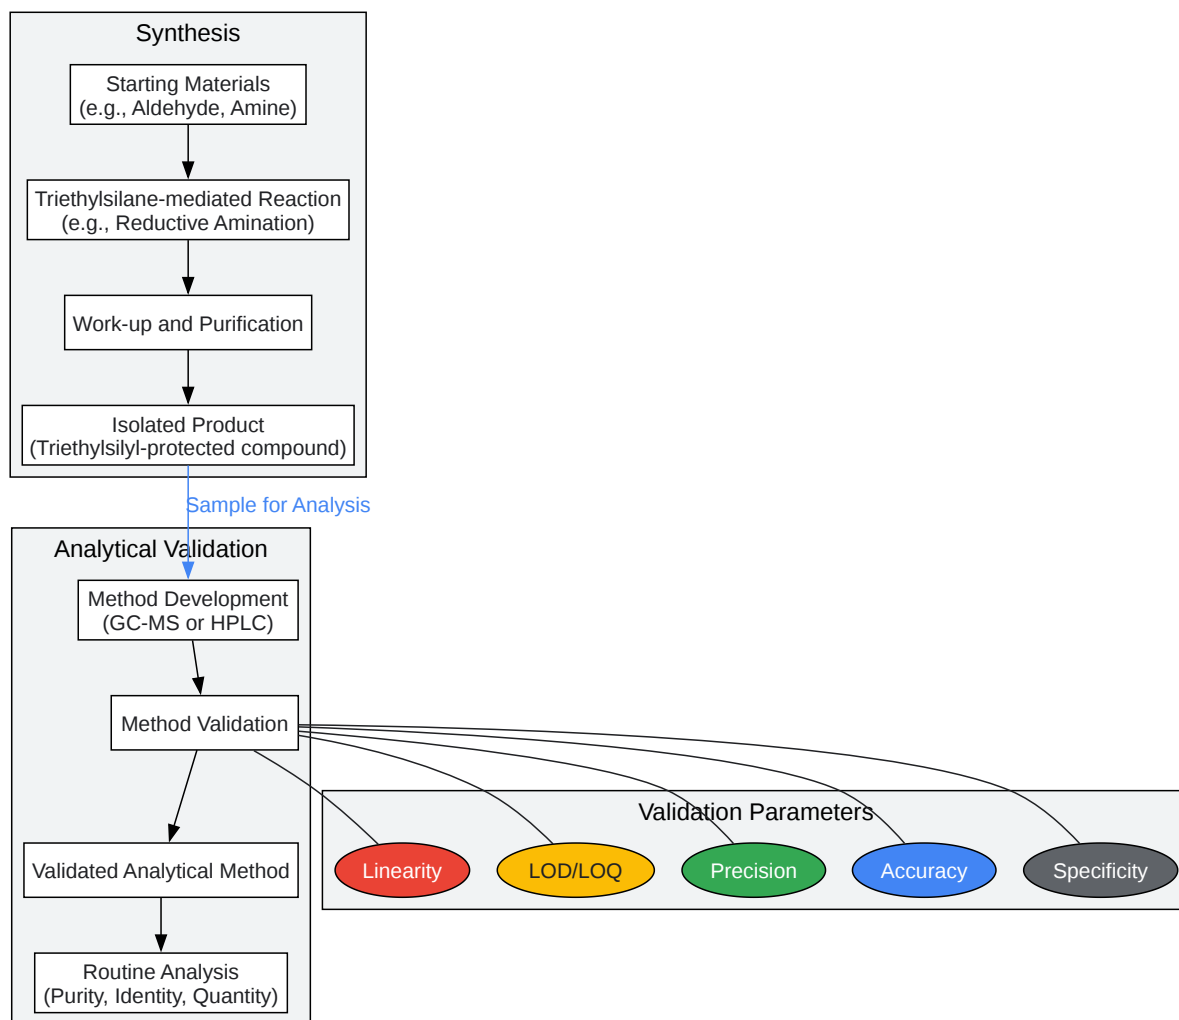 Synthesis
Starting Materials
(e.g., Aldehyde, Amine)
Triethylsilane-mediated Reaction
(e.g., Reductive Amination)
Work-up and Purification
Isolated Product
(Triethylsilyl-protected compound)
Sample for Analysis
Analytical Validation
Method Development
(GC-MS or HPLC)
Method Validation
Validation Parameters
Linearity
LOD/LOQ
Precision
Accuracy
Specificity
Validated Analytical Method
Routine Analysis
(Purity, Identity, Quantity)